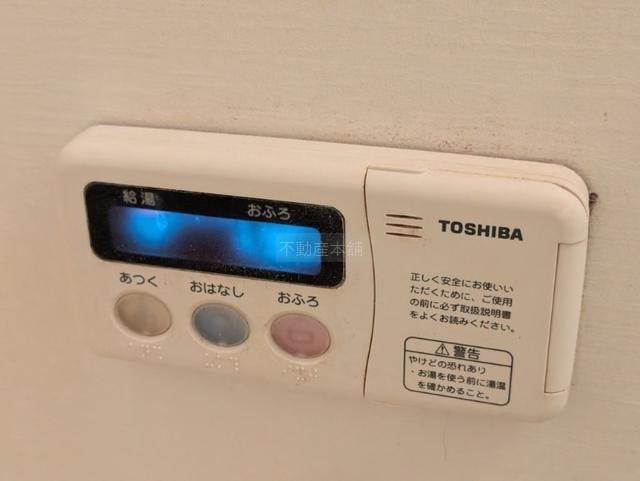 給湯
おふろ
不動産本舗
あつく
おはなし
おふろ
TOSHIBA
正しく安全にお使いい
ただくために、ご使用
の前に必ず取扱説明書
をよくお読みください。
⚠警告
やけどの恐れあり
・お湯を使う前に湯温
を確かめること。